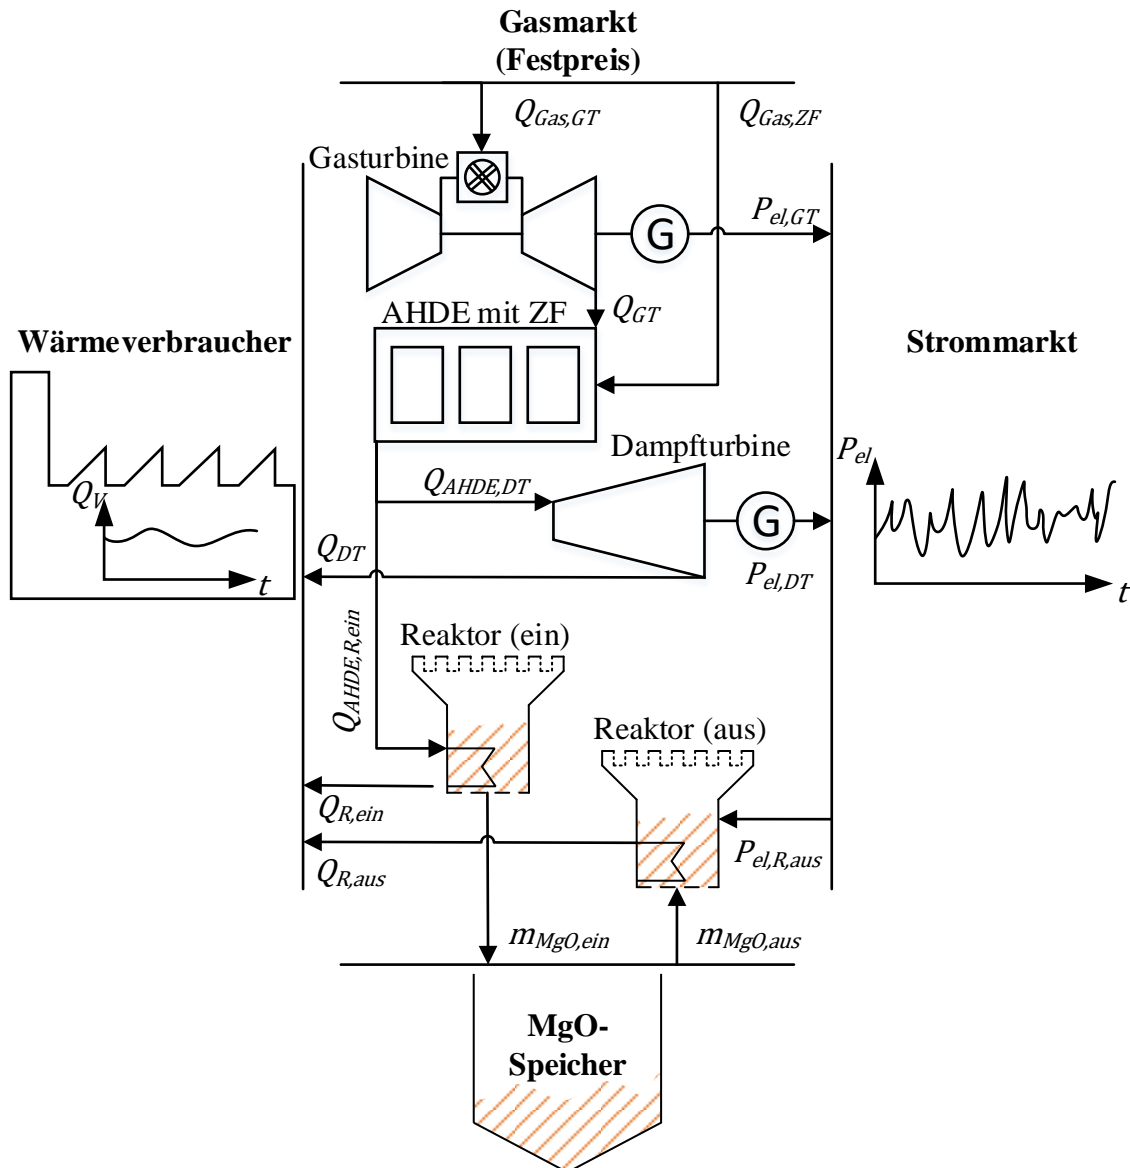 Gasmarkt
(Festpreis)
Q_Gas,GT
Q_Gas,ZF
Gasturbine
P_el,GT
G
Q_GT
AHDE mit ZF
Wärmeverbraucher
Strommarkt
Dampfturbine
P_el
Q_AHDE,DT
Q_V
G
Q_DT
P_el,DT
t
t
Reaktor (ein)
Q_AHDE,R,ein
Reaktor (aus)
Q_R,ein
P_el,R,aus
Q_R,aus
m_MgO,ein
m_MgO,aus
MgO-
Speicher